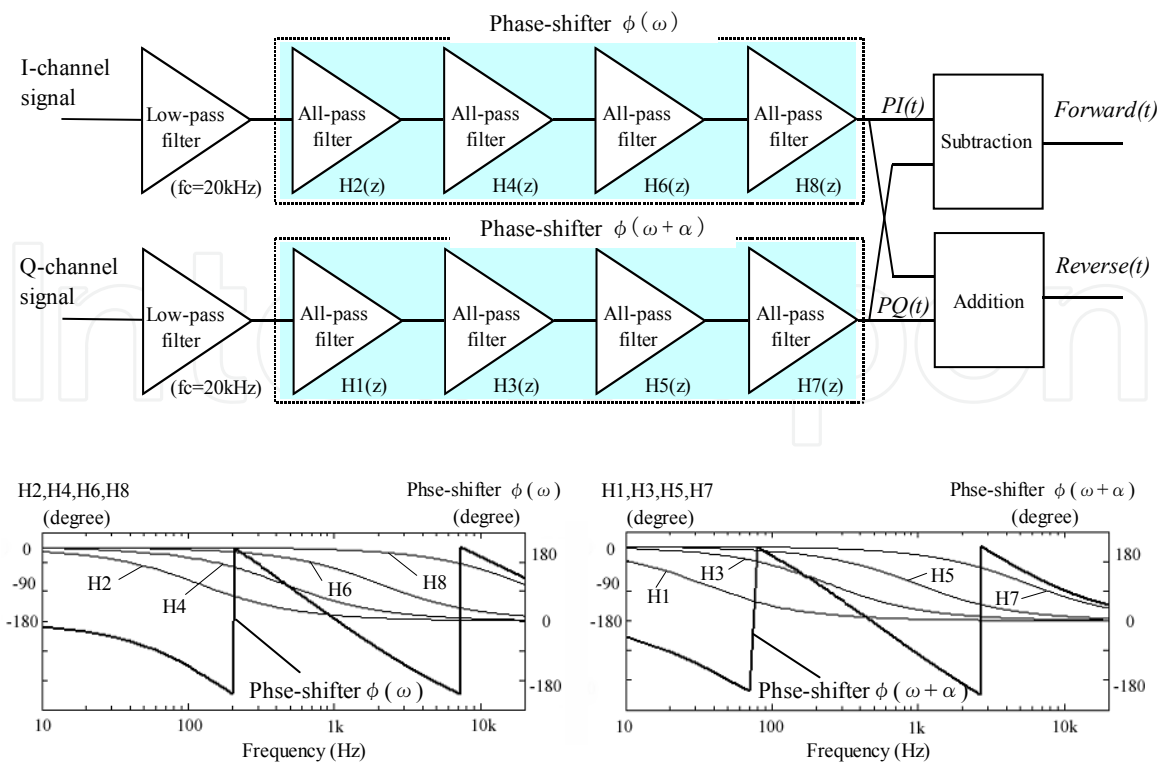 Phase-shifter φ(ω)
I-channel
signal
Low-pass
filter
(fc=20kHz)
All-pass
filter
H2(z)
All-pass
filter
H4(z)
All-pass
filter
H6(z)
All-pass
filter
H8(z)
PI(t)
Subtraction
Forward(t)
Phase-shifter φ(ω+α)
Q-channel
signal
Low-pass
filter
(fc=20kHz)
All-pass
filter
H1(z)
All-pass
filter
H3(z)
All-pass
filter
H5(z)
All-pass
filter
H7(z)
PQ(t)
Addition
Reverse(t)
H2,H4,H6,H8
(degree)
Phse-shifter φ(ω)
(degree)
0
-90
-180
180
0
-180
H2
H4
H6
H8
Phse-shifter φ(ω)
10
100
1k
10k
Frequency (Hz)
H1,H3,H5,H7
(degree)
Phse-shifter φ(ω+α)
(degree)
0
-90
-180
180
0
-180
H1
H3
H5
H7
Phse-shifter φ(ω+α)
10
100
1k
10k
Frequency (Hz)